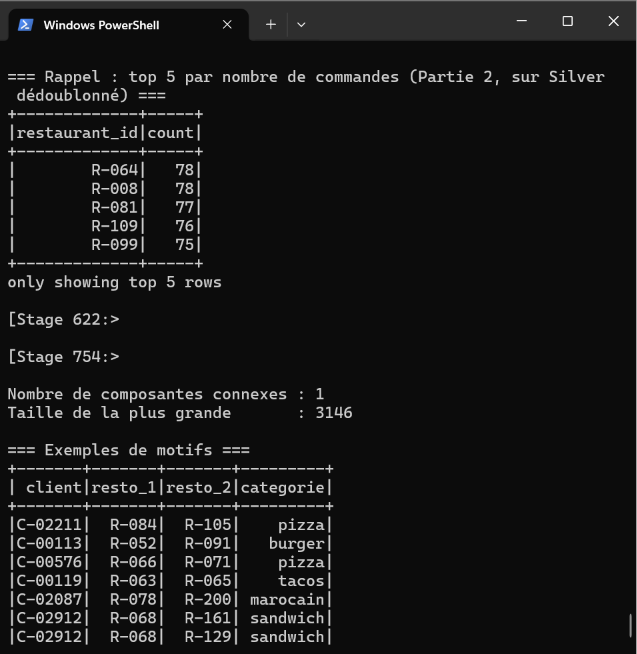 Windows PowerShell
=== Rappel : top 5 par nombre de commandes (Partie 2, sur Silver
 dédoublonné) ===
+-------------+-----+
|restaurant_id|count|
+-------------+-----+
|        R-064|   78|
|        R-008|   78|
|        R-081|   77|
|        R-109|   76|
|        R-099|   75|
+-------------+-----+
only showing top 5 rows
[Stage 622:>
[Stage 754:>
Nombre de composantes connexes : 1
Taille de la plus grande       : 3146
=== Exemples de motifs ===
+-------+-------+-------+---------+
| client|resto_1|resto_2|categorie|
+-------+-------+-------+---------+
|C-02211|  R-084|  R-105|    pizza|
|C-00113|  R-052|  R-091|   burger|
|C-00576|  R-066|  R-071|    pizza|
|C-00119|  R-063|  R-065|    tacos|
|C-02087|  R-078|  R-200| marocain|
|C-02912|  R-068|  R-161| sandwich|
|C-02912|  R-068|  R-129| sandwich|